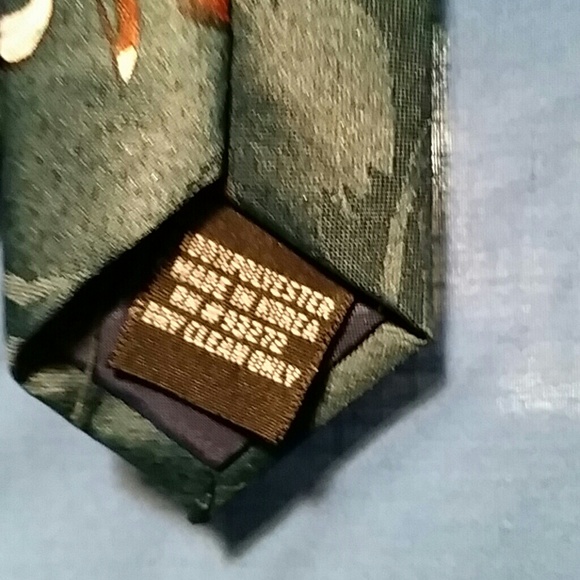 100% POLYESTER
MADE IN KOREA
RN
DRY CLEAN ONLY